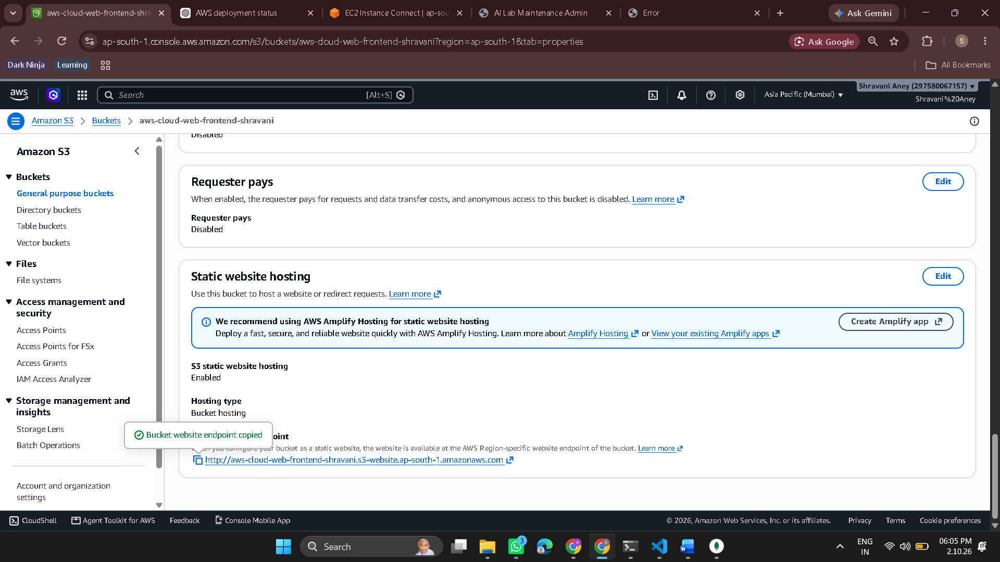 aws-cloud-web-frontend-shra
AWS deployment status
EC2 Instance Connect | ap-sou
AI Lab Maintenance Admin
Error
Ask Gemini
ap-south-1.console.aws.amazon.com/s3/buckets/aws-cloud-web-frontend-shravani?region=ap-south-1&tab=properties
Ask Google
S
Dark Ninja
Learning
All Bookmarks
aws
Search
[Alt+S]
Asia Pacific (Mumbai)
Shravani Aney (297580067157)
Shravani%20Aney
Amazon S3
Buckets
aws-cloud-web-frontend-shravani
Amazon S3
Buckets
General purpose buckets
Directory buckets
Table buckets
Vector buckets
Files
File systems
Access management and
security
Access Points
Access Points for FSx
Access Grants
IAM Access Analyzer
Storage management and
insights
Storage Lens
Batch Operations
Account and organization
settings
Disabled
Requester pays
Edit
When enabled, the requester pays for requests and data transfer costs, and anonymous access to this bucket is disabled. Learn more
Requester pays
Disabled
Static website hosting
Edit
Use this bucket to host a website or redirect requests. Learn more
We recommend using AWS Amplify Hosting for static website hosting
Deploy a fast, secure, and reliable website quickly with AWS Amplify Hosting. Learn more about Amplify Hosting or View your existing Amplify apps
Create Amplify app
S3 static website hosting
Enabled
Hosting type
Bucket hosting
Bucket website endpoint copied
oint
en you configure your bucket as a static website, the website is available at the AWS Region-specific website endpoint of the bucket. Learn more
http://aws-cloud-web-frontend-shravani.s3-website.ap-south-1.amazonaws.com
CloudShell
Agent Toolkit for AWS
Feedback
Console Mobile App
© 2026, Amazon Web Services, Inc. or its affiliates.
Privacy
Terms
Cookie preferences
Search
3
ENG
IN
06:05 PM
2.10.26